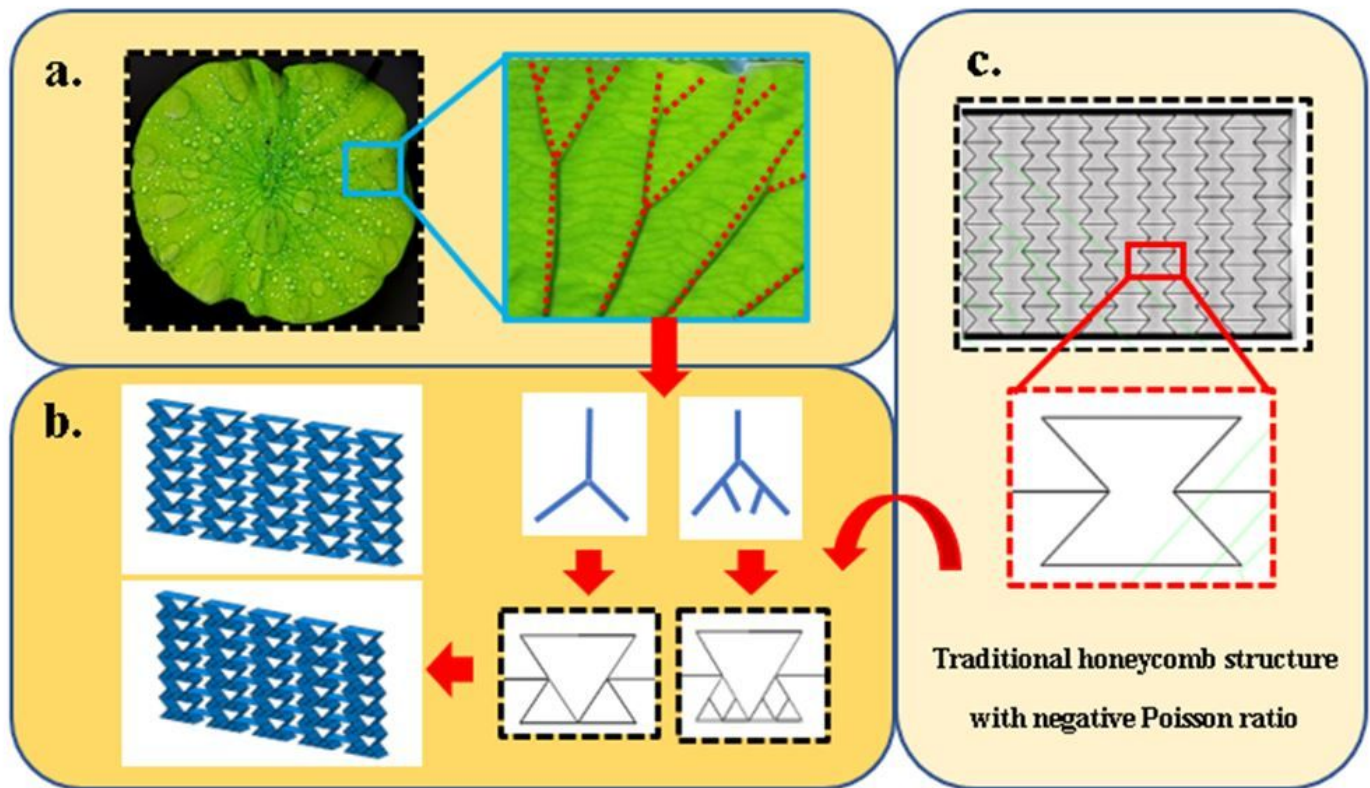 a.
b.
c.
Traditional honeycomb structure
with negative Poisson ratio